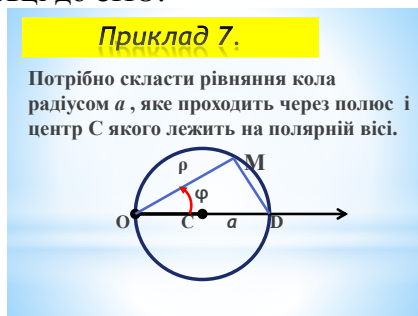 Приклад 7.
Потрібно скласти рівняння кола
радіусом a , яке проходить через полюс і
центр С якого лежить на полярній вісі.
ρ
М
φ
О
С
a
D